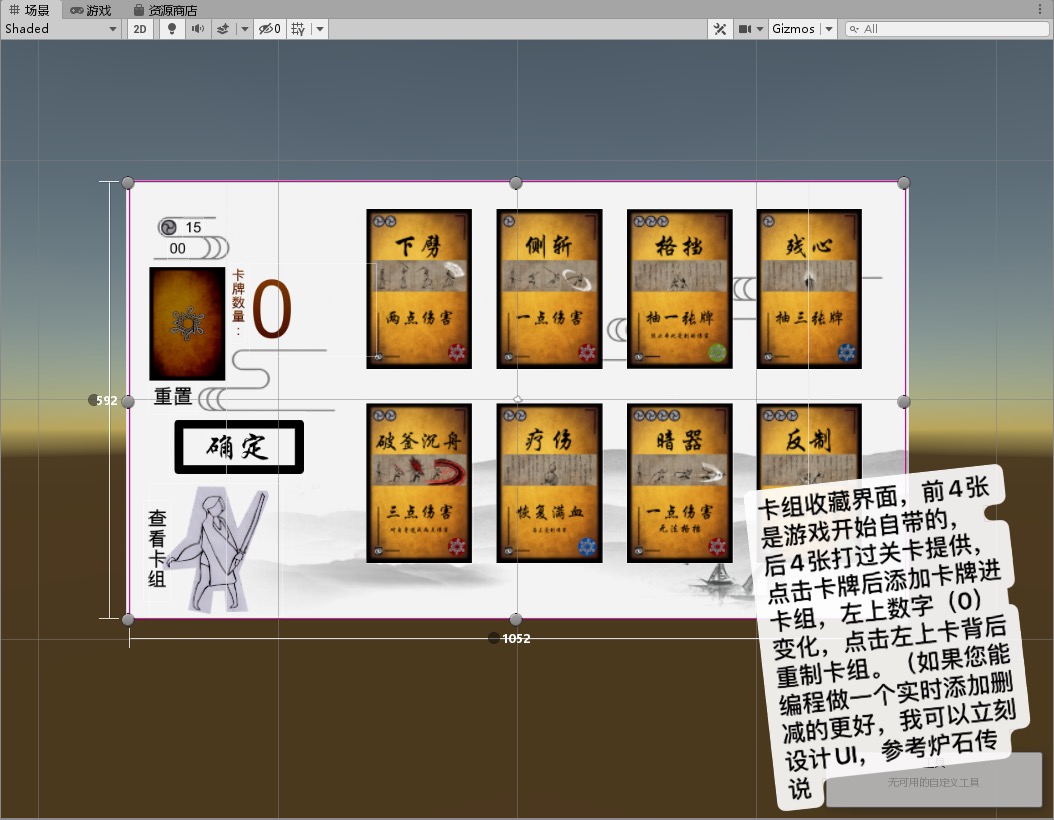 场景
游戏
资源商店
Shaded
2D
0
Gizmos
All
15
00
卡牌数量：
0
重置
确定
查看卡组
下劈
两点伤害
侧斩
一点伤害
格挡
抽一张牌
残心
抽三张牌
破釜沉舟
三点伤害
疗伤
恢复满血
暗器
一点伤害
无法格挡
反制
592
1052
卡组收藏界面，前4张
是游戏开始自带的，
后4张打过关卡提供，
点击卡牌后添加卡牌进
卡组，左上数字（0）
变化，点击左上卡背后
重制卡组。（如果您能
编程做一个实时添加删
减的更好，我可以立刻
设计UI，参考炉石传
说
工具
无可用的自定义工具